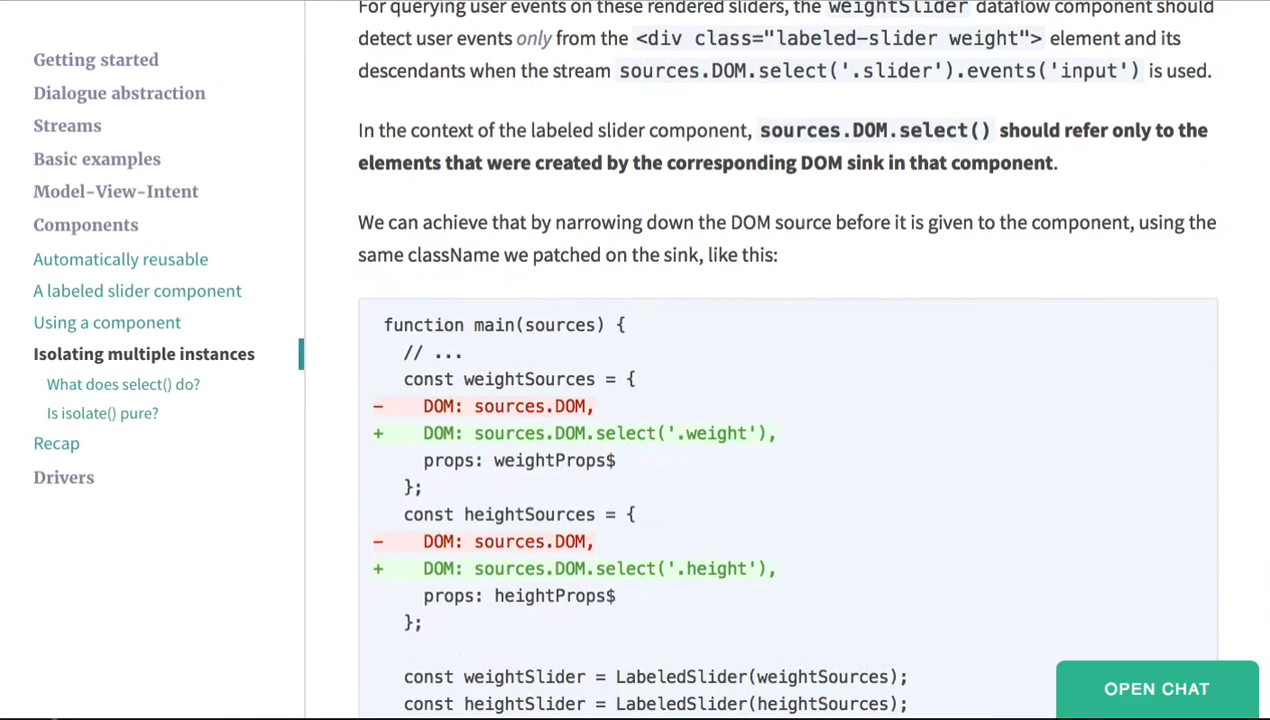 Getting started
Dialogue abstraction
Streams
Basic examples
Model-View-Intent
Components
Automatically reusable
A labeled slider component
Using a component
Isolating multiple instances
What does select() do?
Is isolate() pure?
Recap
Drivers
For querying user events on these rendered sliders, the weightSlider dataflow component should
detect user events only from the <div class="labeled-slider weight"> element and its
descendants when the stream sources.DOM.select('.slider').events('input') is used.
In the context of the labeled slider component, sources.DOM.select() should refer only to the
elements that were created by the corresponding DOM sink in that component.
We can achieve that by narrowing down the DOM source before it is given to the component, using the
same className we patched on the sink, like this:
function main(sources) {
  // ...
  const weightSources = {
-    DOM: sources.DOM,
+    DOM: sources.DOM.select('.weight'),
    props: weightProps$
  };
  const heightSources = {
-    DOM: sources.DOM,
+    DOM: sources.DOM.select('.height'),
    props: heightProps$
  };
  const weightSlider = LabeledSlider(weightSources);
  const heightSlider = LabeledSlider(heightSources);
OPEN CHAT